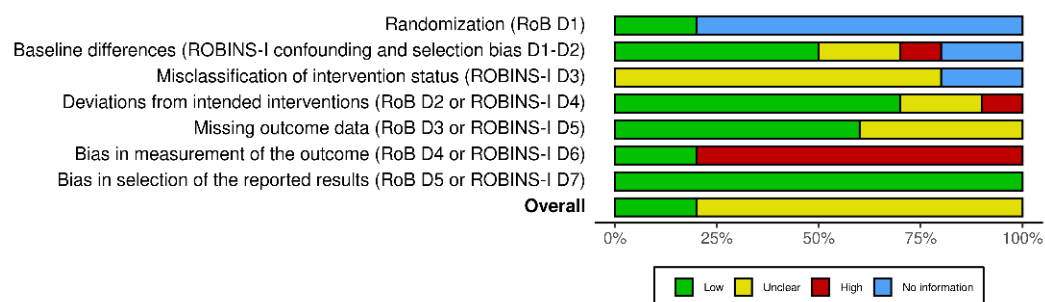 Randomization (RoB D1)
Baseline differences (ROBINS-I confounding and selection bias D1-D2)
Misclassification of intervention status (ROBINS-I D3)
Deviations from intended interventions (RoB D2 or ROBINS-I D4)
Missing outcome data (RoB D3 or ROBINS-I D5)
Bias in measurement of the outcome (RoB D4 or ROBINS-I D6)
Bias in selection of the reported results (RoB D5 or ROBINS-I D7)
Overall
0% 25% 50% 75% 100%
Low Unclear High No information